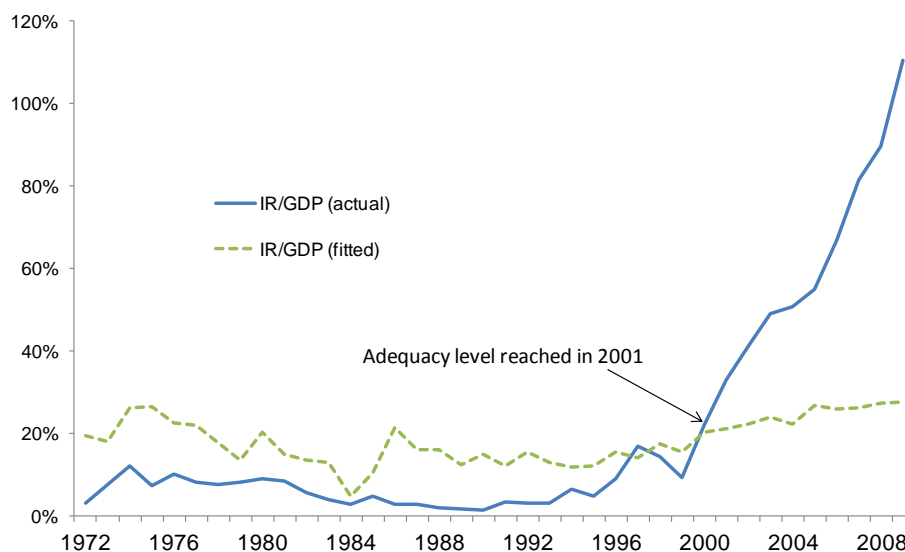 120%
100%
80%
60%
40%
20%
0%
IR/GDP (actual)
IR/GDP (fitted)
Adequacy level reached in 2001
1972 1976 1980 1984 1988 1992 1996 2000 2004 2008